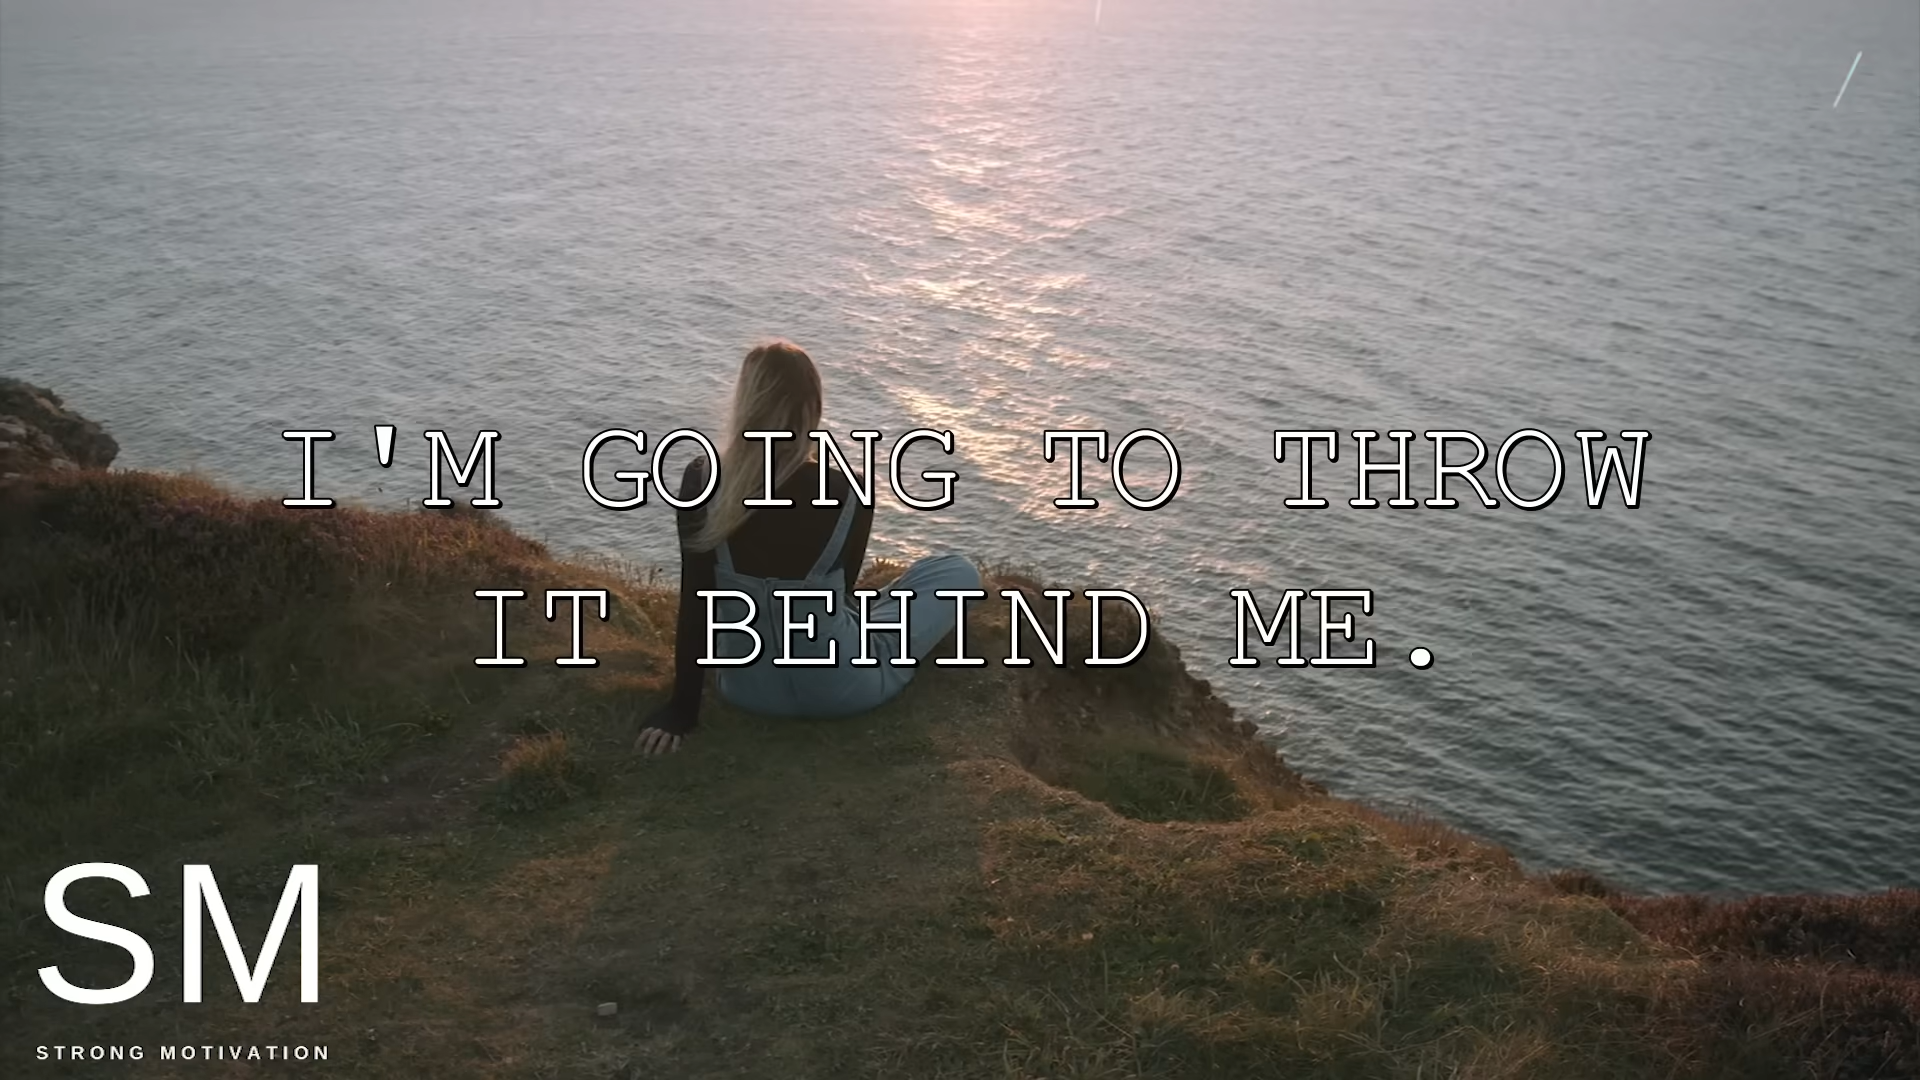 I'M GOING TO THROW
IT BEHIND ME.
SM
STRONG MOTIVATION